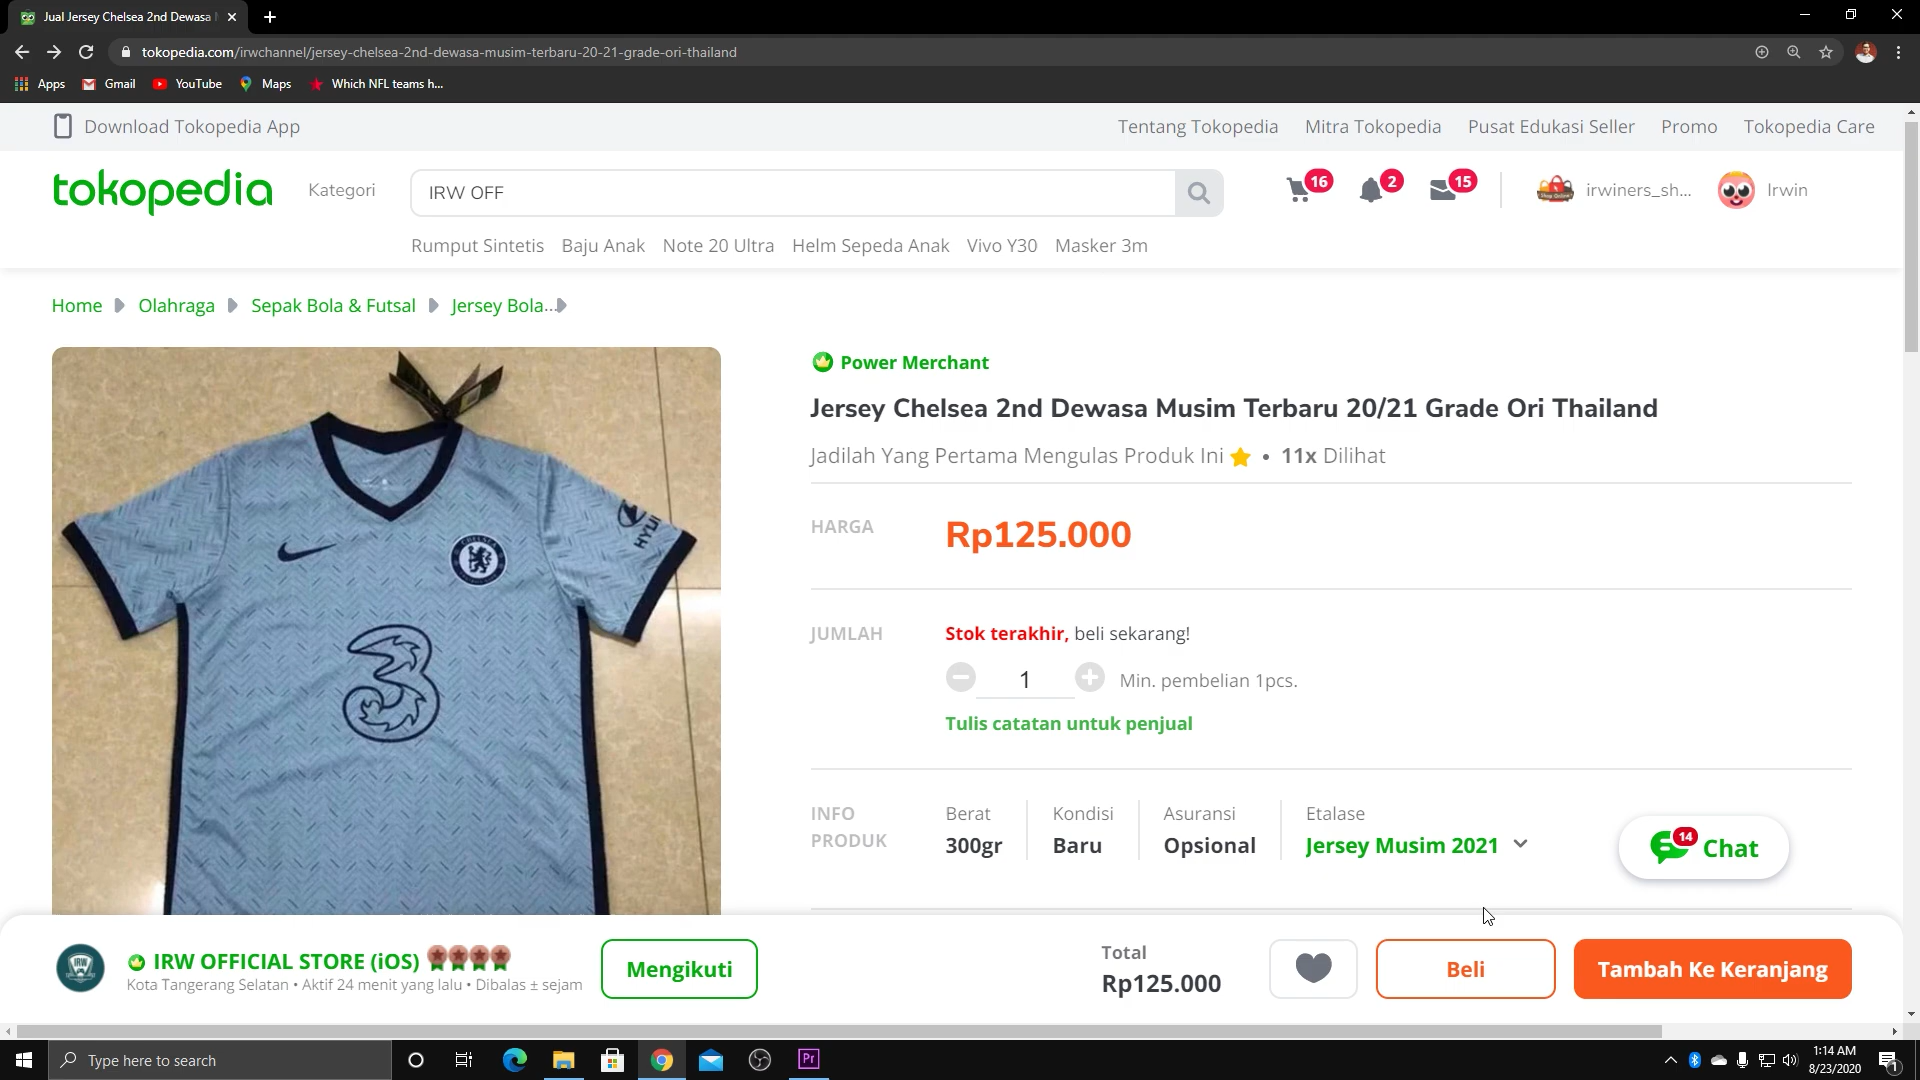 Jual Jersey Chelsea 2nd Dewasa
tokopedia.com/irwchannel/jersey-chelsea-2nd-dewasa-musim-terbaru-20-21-grade-ori-thailand
Apps Gmail YouTube Maps Which NFL teams h...
Download Tokopedia App Tentang Tokopedia Mitra Tokopedia Pusat Edukasi Seller Promo Tokopedia Care
tokopedia Kategori IRW OFF 16 2 15 irwiners_sh... Irwin
Rumput Sintetis Baju Anak Note 20 Ultra Helm Sepeda Anak Vivo Y30 Masker 3m
Home Olahraga Sepak Bola & Futsal Jersey Bola...
Power Merchant
Jersey Chelsea 2nd Dewasa Musim Terbaru 20/21 Grade Ori Thailand
Jadilah Yang Pertama Mengulas Produk Ini • 11x Dilihat
HARGA Rp125.000
JUMLAH Stok terakhir, beli sekarang!
1 Min. pembelian 1pcs.
Tulis catatan untuk penjual
INFO PRODUK
Berat Kondisi Asuransi Etalase
300gr Baru Opsional Jersey Musim 2021
14 Chat
CHELSEA
3
IRW
IRW OFFICIAL STORE (iOS)
Kota Tangerang Selatan • Aktif 24 menit yang lalu • Dibalas ± sejam
Mengikuti
Total
Rp125.000
Beli
Tambah Ke Keranjang
Type here to search
Pr
1:14 AM
8/23/2020
1